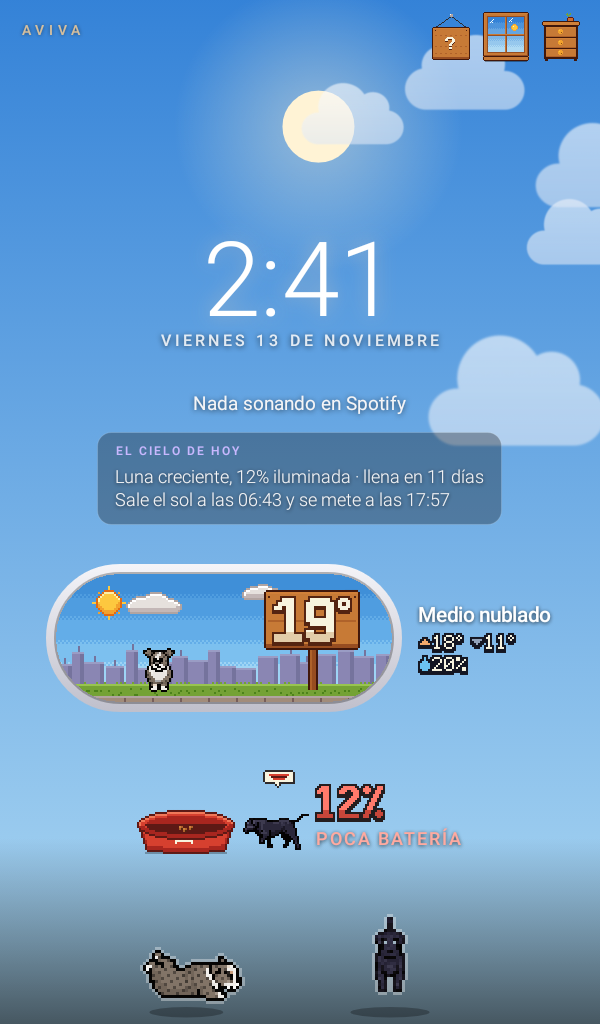 AVIVA
?
2:41
VIERNES 13 DE NOVIEMBRE
Nada sonando en Spotify
EL CIELO DE HOY
Luna creciente, 12% iluminada · llena en 11 días
Sale el sol a las 06:43 y se mete a las 17:57
19°
Medio nublado
18° 11°
20%
12%
POCA BATERÍA